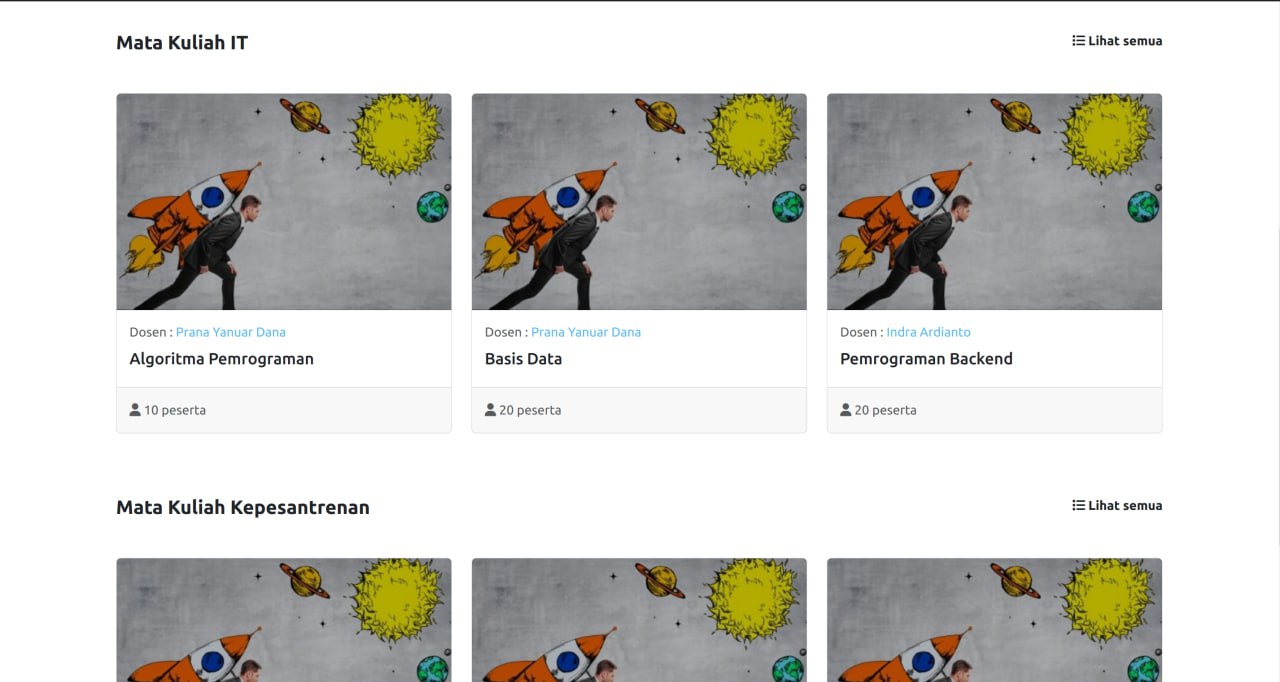 Mata Kuliah IT
Lihat semua
Dosen : Prana Yanuar Dana
Algoritma Pemrograman
10 peserta
Dosen : Prana Yanuar Dana
Basis Data
20 peserta
Dosen : Indra Ardianto
Pemrograman Backend
20 peserta
Mata Kuliah Kepesantrenan
Lihat semua